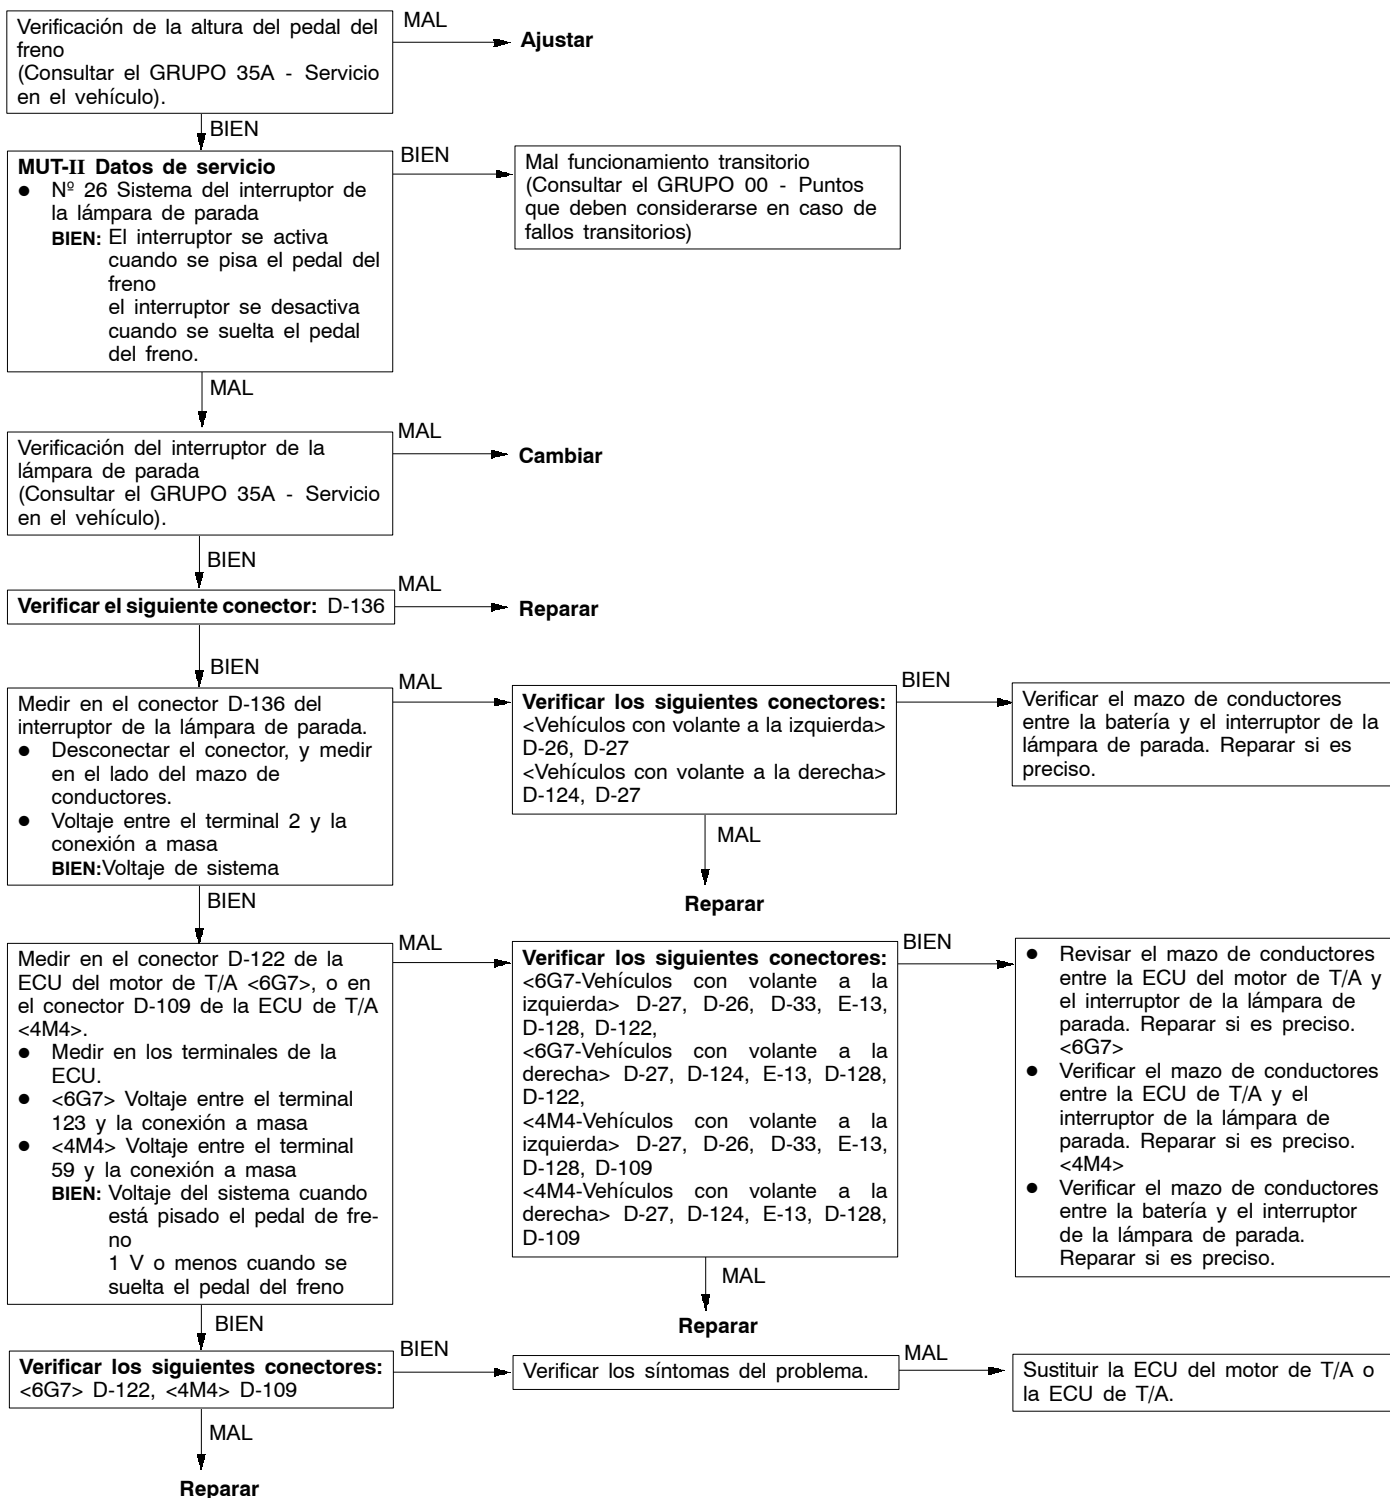 Verificación de la altura del pedal del
freno
(Consultar el GRUPO 35A - Servicio
en el vehículo).
MAL
Ajustar
BIEN
MUT-II Datos de servicio
● Nº 26 Sistema del interruptor de
la lámpara de parada
BIEN: El interruptor se activa
cuando se pisa el pedal del
freno
el interruptor se desactiva
cuando se suelta el pedal
del freno.
BIEN
Mal funcionamiento transitorio
(Consultar el GRUPO 00 - Puntos
que deben considerarse en caso de
fallos transitorios)
MAL
Verificación del interruptor de la
lámpara de parada
(Consultar el GRUPO 35A - Servicio
en el vehículo).
MAL
Cambiar
BIEN
Verificar el siguiente conector: D-136
MAL
Reparar
BIEN
Medir en el conector D-136 del
interruptor de la lámpara de parada.
● Desconectar el conector, y medir
en el lado del mazo de
conductores.
● Voltaje entre el terminal 2 y la
conexión a masa
BIEN:Voltaje de sistema
MAL
Verificar los siguientes conectores:
<Vehículos con volante a la izquierda>
D-26, D-27
<Vehículos con volante a la derecha>
D-124, D-27
BIEN
Verificar el mazo de conductores
entre la batería y el interruptor de la
lámpara de parada. Reparar si es
preciso.
MAL
Reparar
BIEN
Medir en el conector D-122 de la
ECU del motor de T/A <6G7>, o en
el conector D-109 de la ECU de T/A
<4M4>.
● Medir en los terminales de la
ECU.
● <6G7> Voltaje entre el terminal
123 y la conexión a masa
● <4M4> Voltaje entre el terminal
59 y la conexión a masa
BIEN: Voltaje del sistema cuando
está pisado el pedal de fre-
no
1 V o menos cuando se
suelta el pedal del freno
MAL
Verificar los siguientes conectores:
<6G7-Vehículos con volante a la
izquierda> D-27, D-26, D-33, E-13,
D-128, D-122,
<6G7-Vehículos con volante a la
derecha> D-27, D-124, E-13, D-128,
D-122,
<4M4-Vehículos con volante a la
izquierda> D-27, D-26, D-33, E-13,
D-128, D-109
<4M4-Vehículos con volante a la
derecha> D-27, D-124, E-13, D-128,
D-109
BIEN
● Revisar el mazo de conductores
entre la ECU del motor de T/A y
el interruptor de la lámpara de
parada. Reparar si es preciso.
<6G7>
● Verificar el mazo de conductores
entre la ECU de T/A y el
interruptor de la lámpara de
parada. Reparar si es preciso.
<4M4>
● Verificar el mazo de conductores
entre la batería y el interruptor
de la lámpara de parada.
Reparar si es preciso.
MAL
Reparar
BIEN
Verificar los siguientes conectores:
<6G7> D-122, <4M4> D-109
BIEN
Verificar los síntomas del problema.
MAL
Sustituir la ECU del motor de T/A o
la ECU de T/A.
MAL
Reparar